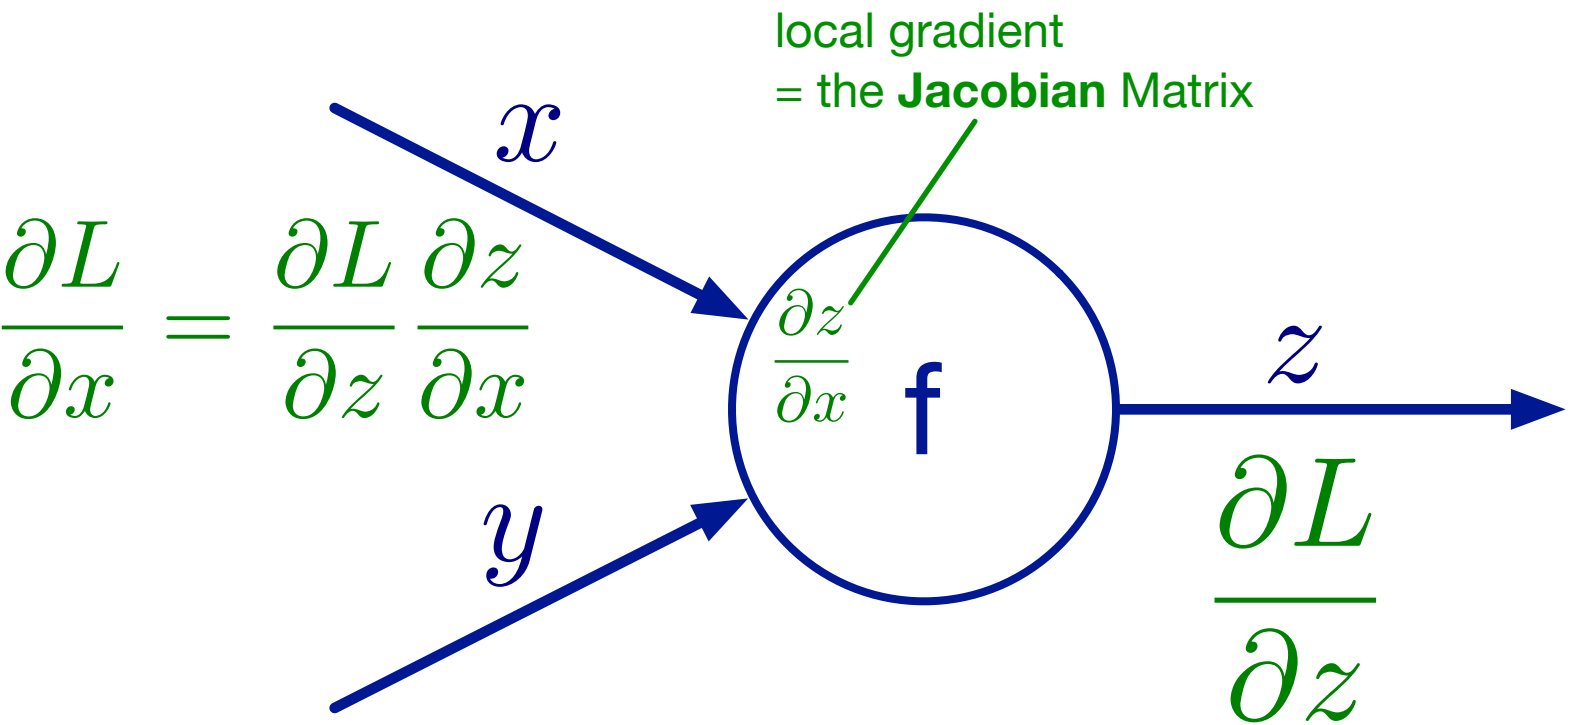 local gradient
= the Jacobian Matrix
x
∂L/∂x = ∂L/∂z ∂z/∂x
∂z/∂x
f
z
y
∂L/∂z